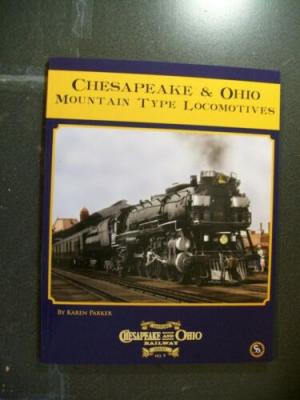 CHESAPEAKE & OHIO
MOUNTAIN TYPE LOCOMOTIVES
BY KAREN PARKER
CHESAPEAKE AND OHIO
RAILWAY